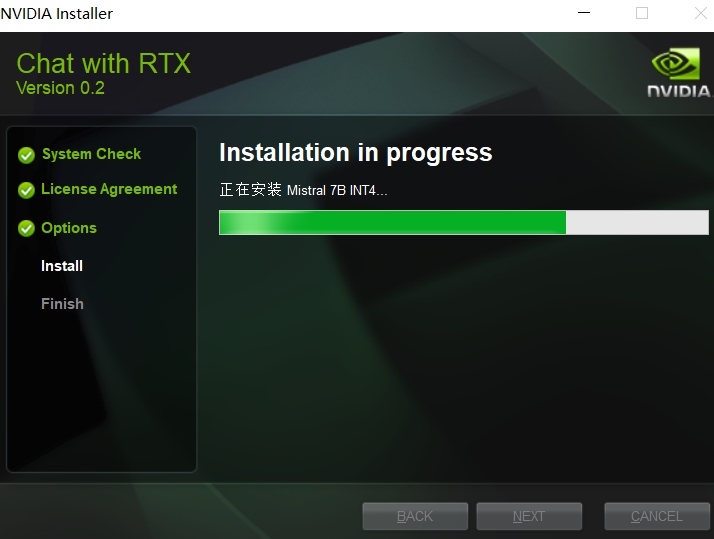 NVIDIA Installer
Chat with RTX
Version 0.2
NVIDIA
System Check
License Agreement
Options
Install
Finish
Installation in progress
正在安装 Mistral 7B INT4...
BACK
NEXT
CANCEL